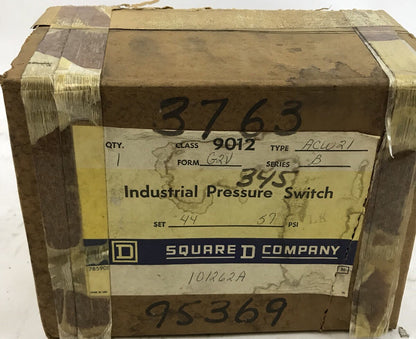 3763
QTY. CLASS 9012 TYPE ACW21
1 FORM G2V SERIES B
345
Industrial Pressure Switch
SET 44 57 PSI
D SQUARE D COMPANY
101262A
95369